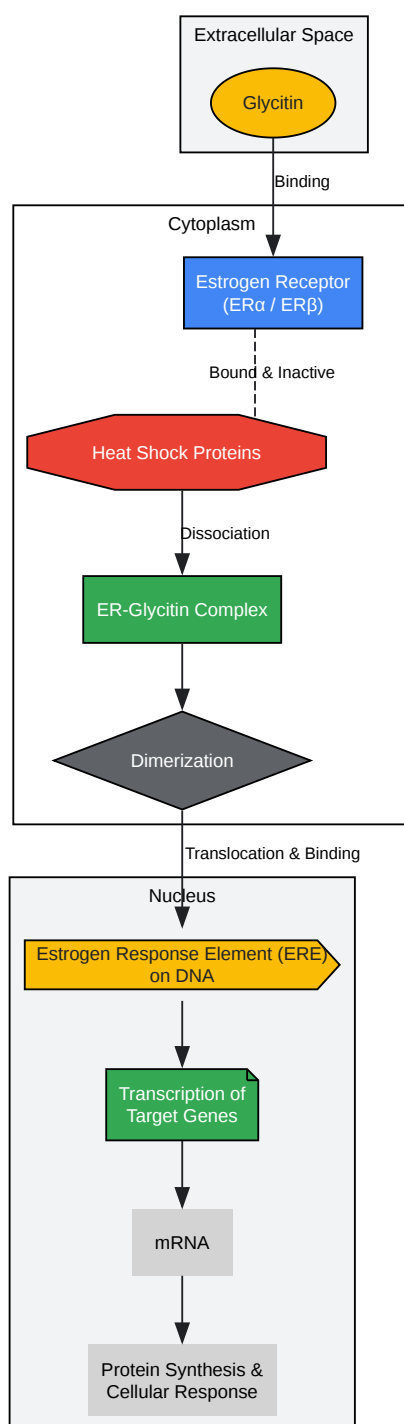 Extracellular Space
Glycitin
Binding
Cytoplasm
Estrogen Receptor
(ERα / ERβ)
Bound & Inactive
Heat Shock Proteins
Dissociation
ER-Glycitin Complex
Dimerization
Translocation & Binding
Nucleus
Estrogen Response Element (ERE)
on DNA
Transcription of
Target Genes
mRNA
Protein Synthesis &
Cellular Response